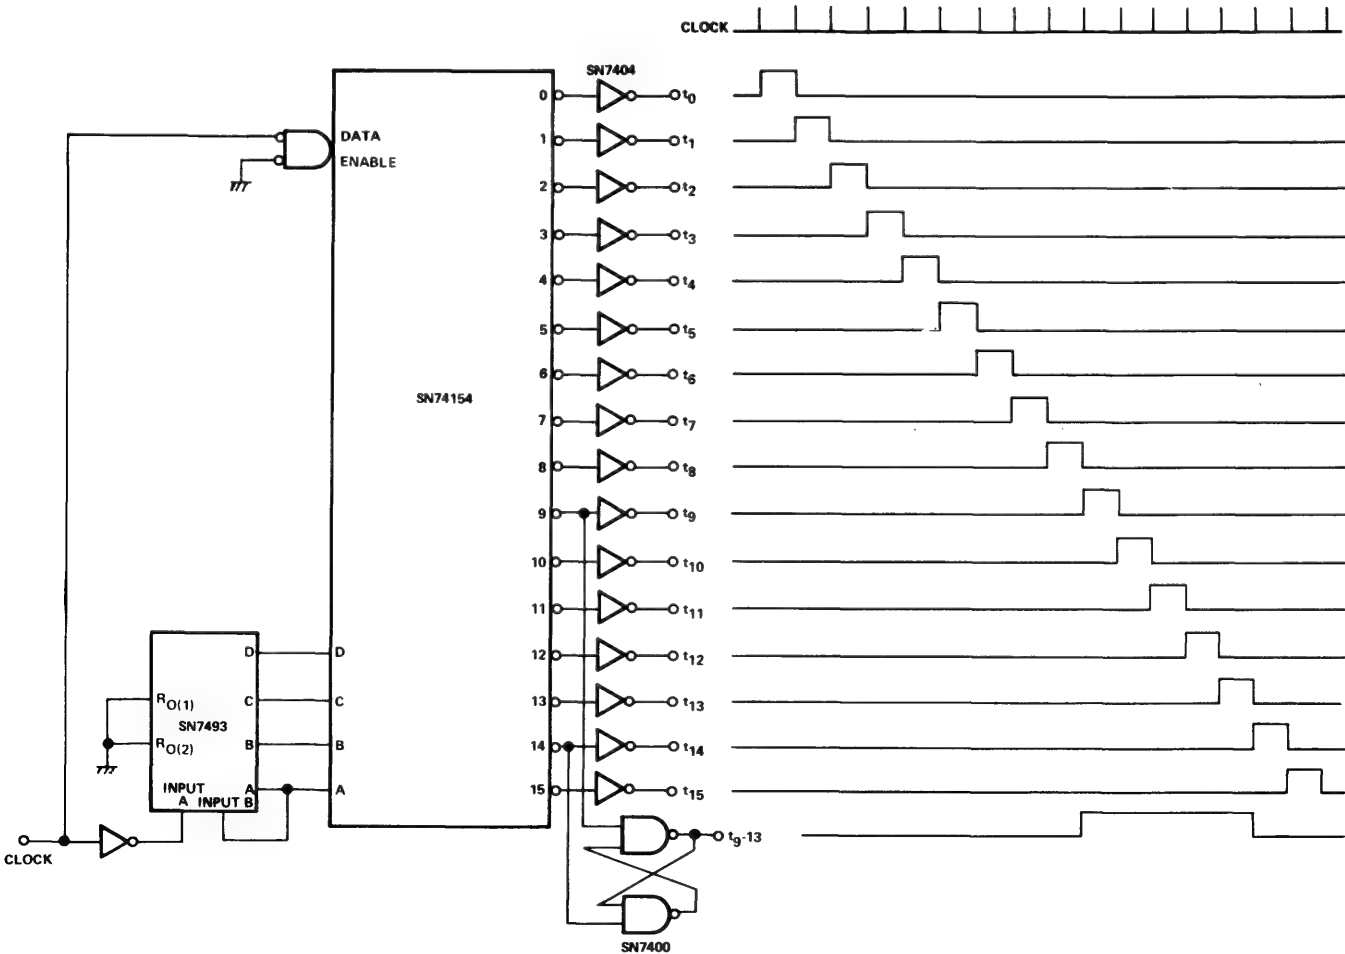 CLOCK
SN7404
0 t0
DATA
1 t1
ENABLE
2 t2
3 t3
4 t4
5 t5
6 t6
SN74154
7 t7
8 t8
9 t9
10 t10
11 t11
D D 12 t12
RO(1) C C 13 t13
SN7493
RO(2) B B 14 t14
INPUT A A 15 t15
A INPUT B
t9-13
CLOCK
SN7400